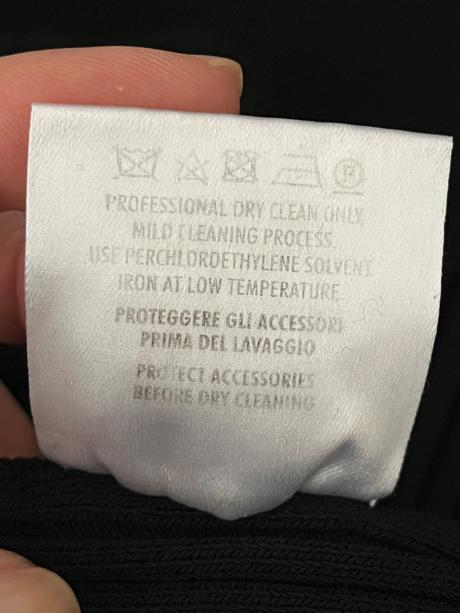 P
PROFESSIONAL DRY CLEAN ONLY.
MILD CLEANING PROCESS.
USE PERCHLOROETHYLENE SOLVENT.
IRON AT LOW TEMPERATURE.
PROTEGGERE GLI ACCESSORI
PRIMA DEL LAVAGGIO
PROTECT ACCESSORIES
BEFORE DRY CLEANING